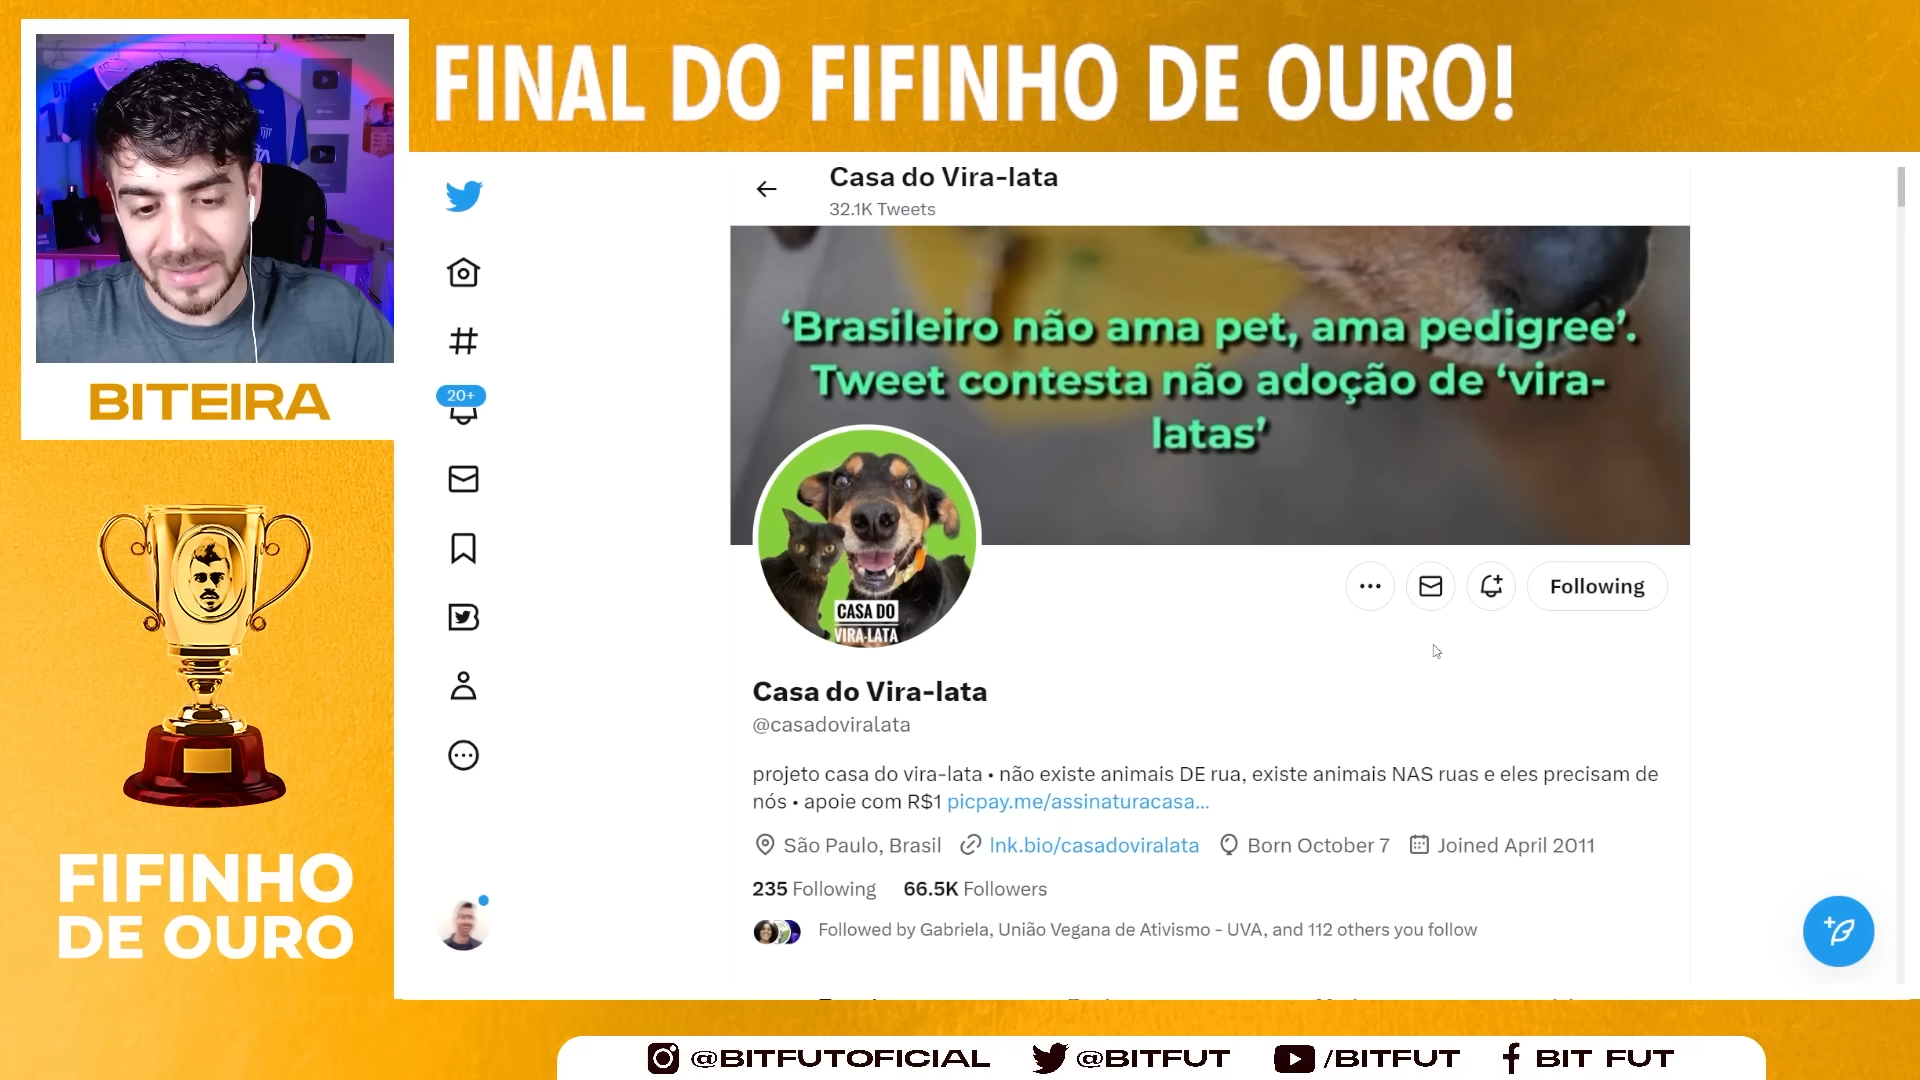 FINAL DO FIFINHO DE OURO!
BITEIRA
FIFINHO
DE OURO
Casa do Vira-lata
32.1K Tweets
20+
‘Brasileiro não ama pet, ama pedigree’.
Tweet contesta não adoção de ‘vira-
latas’
CASA DO
VIRA-LATA
Following
Casa do Vira-lata
@casadoviralata
projeto casa do vira-lata • não existe animais DE rua, existe animais NAS ruas e eles precisam de
nós • apoie com R$1 picpay.me/assinaturacasa...
São Paulo, Brasil lnk.bio/casadoviralata Born October 7 Joined April 2011
235 Following 66.5K Followers
Followed by Gabriela, União Vegana de Ativismo - UVA, and 112 others you follow
@BITFUTOFICIAL @BITFUT /BITFUT BIT FUT